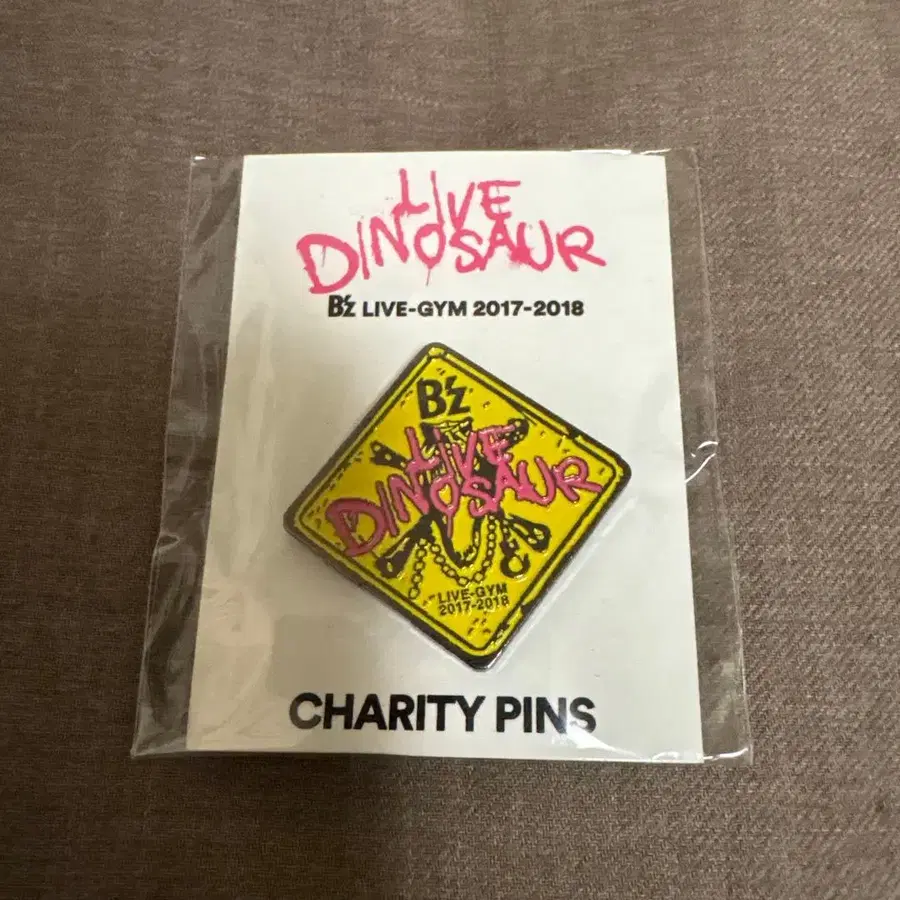 LIVE
DINOSAUR
B'z LIVE-GYM 2017-2018
B'z
LIVE
DINOSAUR
LIVE-GYM
2017-2018
CHARITY PINS